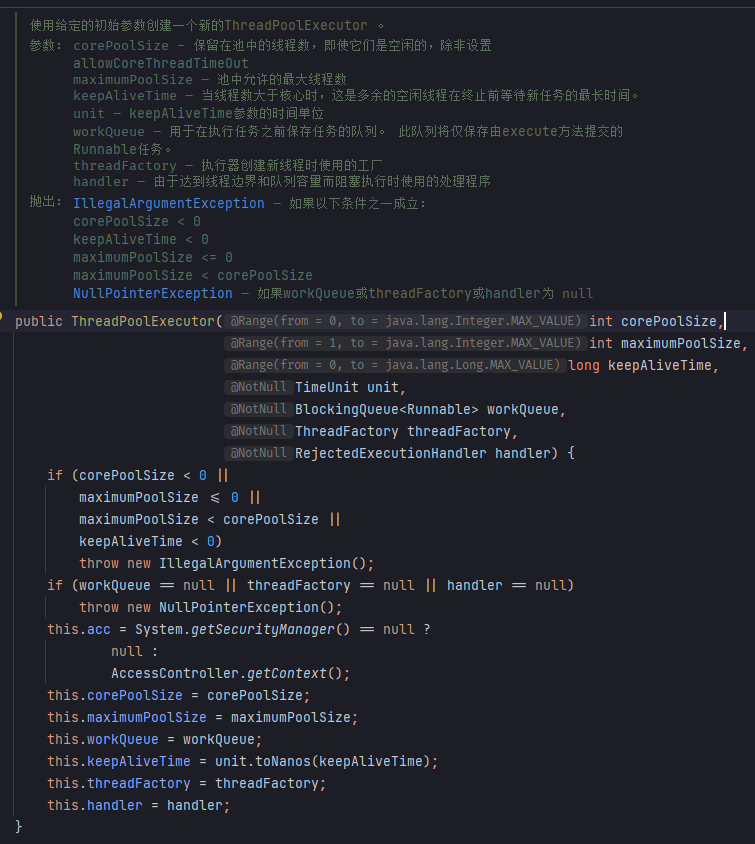 使用给定的初始参数创建一个新的ThreadPoolExecutor 。
参数: corePoolSize – 保留在池中的线程数，即使它们是空闲的，除非设置
allowCoreThreadTimeOut
maximumPoolSize – 池中允许的最大线程数
keepAliveTime – 当线程数大于核心时，这是多余的空闲线程在终止前等待新任务的最长时间。
unit – keepAliveTime参数的时间单位
workQueue – 用于在执行任务之前保存任务的队列。 此队列将仅保存由execute方法提交的
Runnable任务。
threadFactory – 执行器创建新线程时使用的工厂
handler – 由于达到线程边界和队列容量而阻塞执行时使用的处理程序
抛出: IllegalArgumentException – 如果以下条件之一成立:
corePoolSize < 0
keepAliveTime < 0
maximumPoolSize <= 0
maximumPoolSize < corePoolSize
NullPointerException – 如果workQueue或threadFactory或handler为 null
public ThreadPoolExecutor( @Range(from = 0, to = java.lang.Integer.MAX_VALUE) int corePoolSize,
@Range(from = 1, to = java.lang.Integer.MAX_VALUE) int maximumPoolSize,
@Range(from = 0, to = java.lang.Long.MAX_VALUE) long keepAliveTime,
@NotNull TimeUnit unit,
@NotNull BlockingQueue<Runnable> workQueue,
@NotNull ThreadFactory threadFactory,
@NotNull RejectedExecutionHandler handler) {
if (corePoolSize < 0 ||
maximumPoolSize <= 0 ||
maximumPoolSize < corePoolSize ||
keepAliveTime < 0)
throw new IllegalArgumentException();
if (workQueue == null || threadFactory == null || handler == null)
throw new NullPointerException();
this.acc = System.getSecurityManager() == null ?
null :
AccessController.getContext();
this.corePoolSize = corePoolSize;
this.maximumPoolSize = maximumPoolSize;
this.workQueue = workQueue;
this.keepAliveTime = unit.toNanos(keepAliveTime);
this.threadFactory = threadFactory;
this.handler = handler;
}